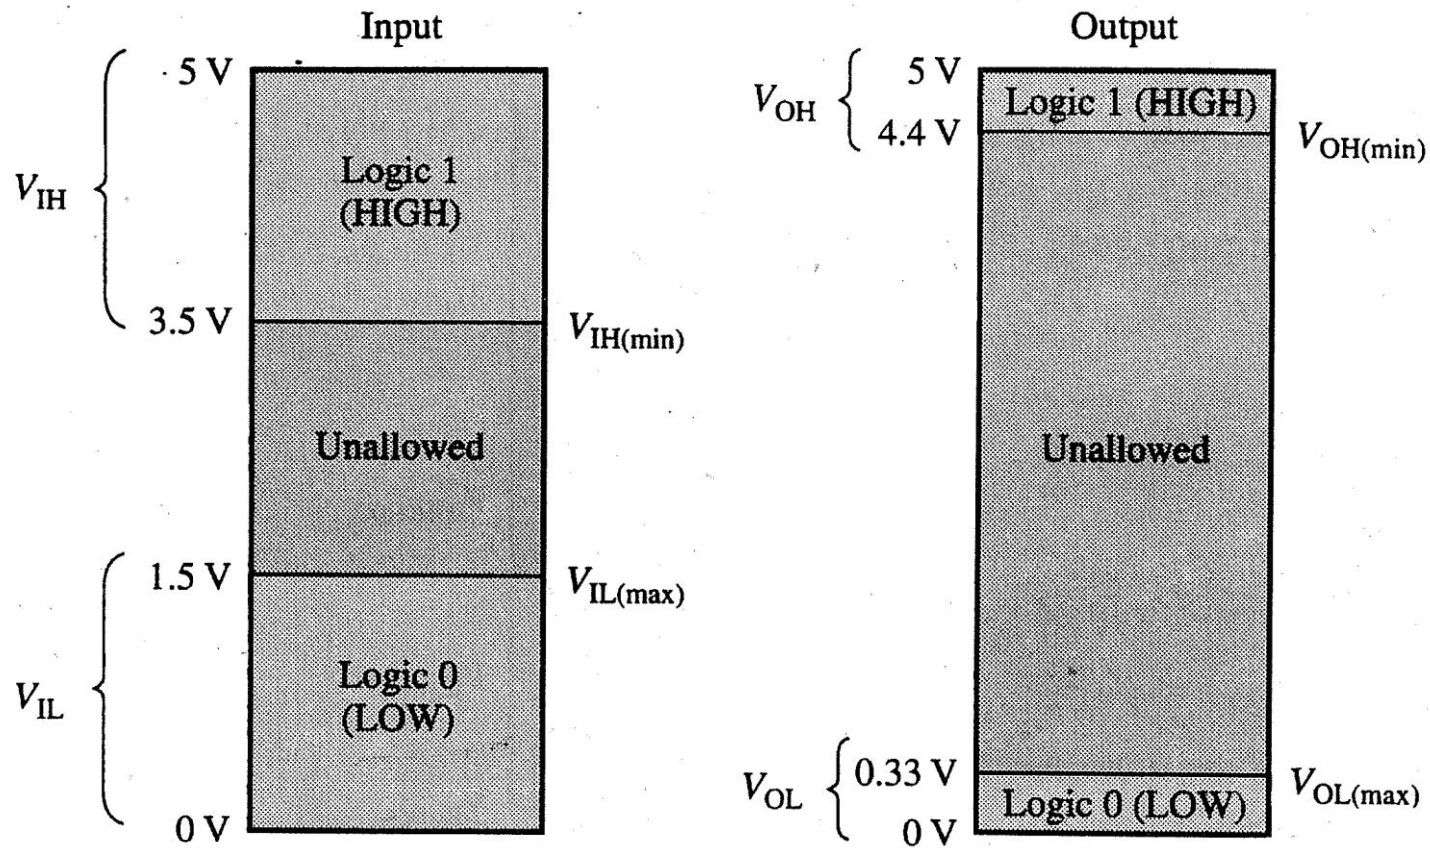 Input
5 V
V_IH
Logic 1
(HIGH)
3.5 V
V_IH(min)
Unallowed
1.5 V
V_IL(max)
V_IL
Logic 0
(LOW)
0 V
Output
5 V
V_OH
Logic 1 (HIGH)
4.4 V
V_OH(min)
Unallowed
0.33 V
V_OL(max)
V_OL
Logic 0 (LOW)
0 V